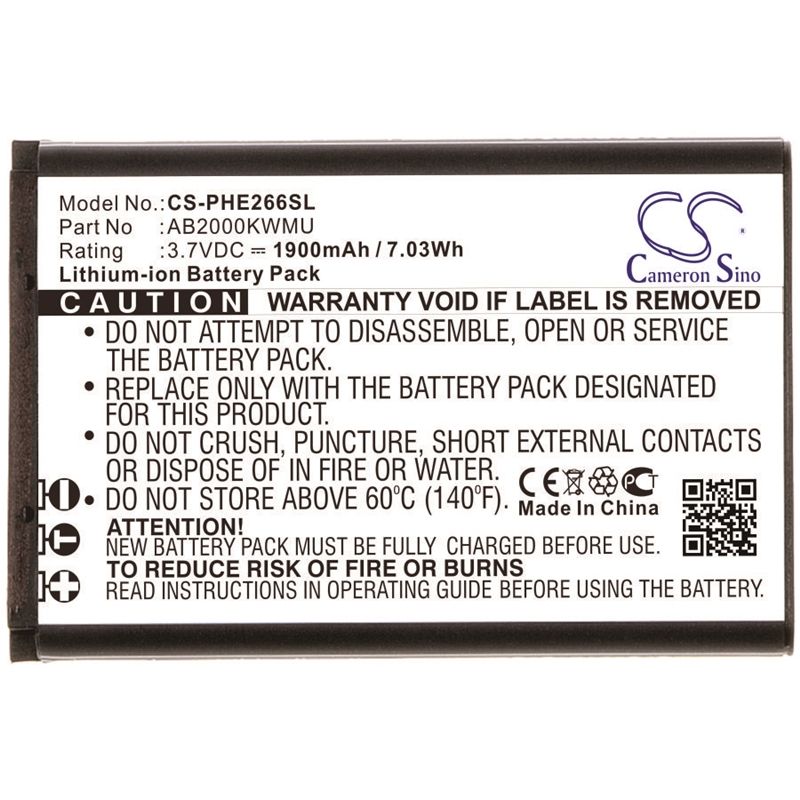 Model No.:CS-PHE266SL
Part No :AB2000KWMU
Rating :3.7VDC ⎓ 1900mAh / 7.03Wh
Lithium-ion Battery Pack
CS
Cameron Sino
CAUTION WARRANTY VOID IF LABEL IS REMOVED
• DO NOT ATTEMPT TO DISASSEMBLE, OPEN OR SERVICE
THE BATTERY PACK.
• REPLACE ONLY WITH THE BATTERY PACK DESIGNATED
FOR THIS PRODUCT.
• DO NOT CRUSH, PUNCTURE, SHORT EXTERNAL CONTACTS
OR DISPOSE OF IN FIRE OR WATER.
• DO NOT STORE ABOVE 60°C (140°F).
CE PCT
Made In China
ATTENTION!
NEW BATTERY PACK MUST BE FULLY CHARGED BEFORE USE.
TO REDUCE RISK OF FIRE OR BURNS
READ INSTRUCTIONS IN OPERATING GUIDE BEFORE USING THE BATTERY.